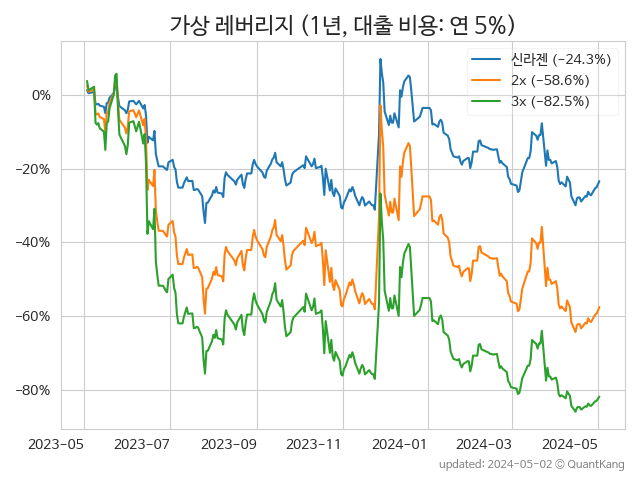 가상 레버리지 (1년, 대출 비용: 연 5%)
신라젠 (−24.3%)
2x (−58.6%)
3x (−82.5%)
0%
−20%
−40%
−60%
−80%
2023-05 2023-07 2023-09 2023-11 2024-01 2024-03 2024-05
updated: 2024-05-02 © QuantKang